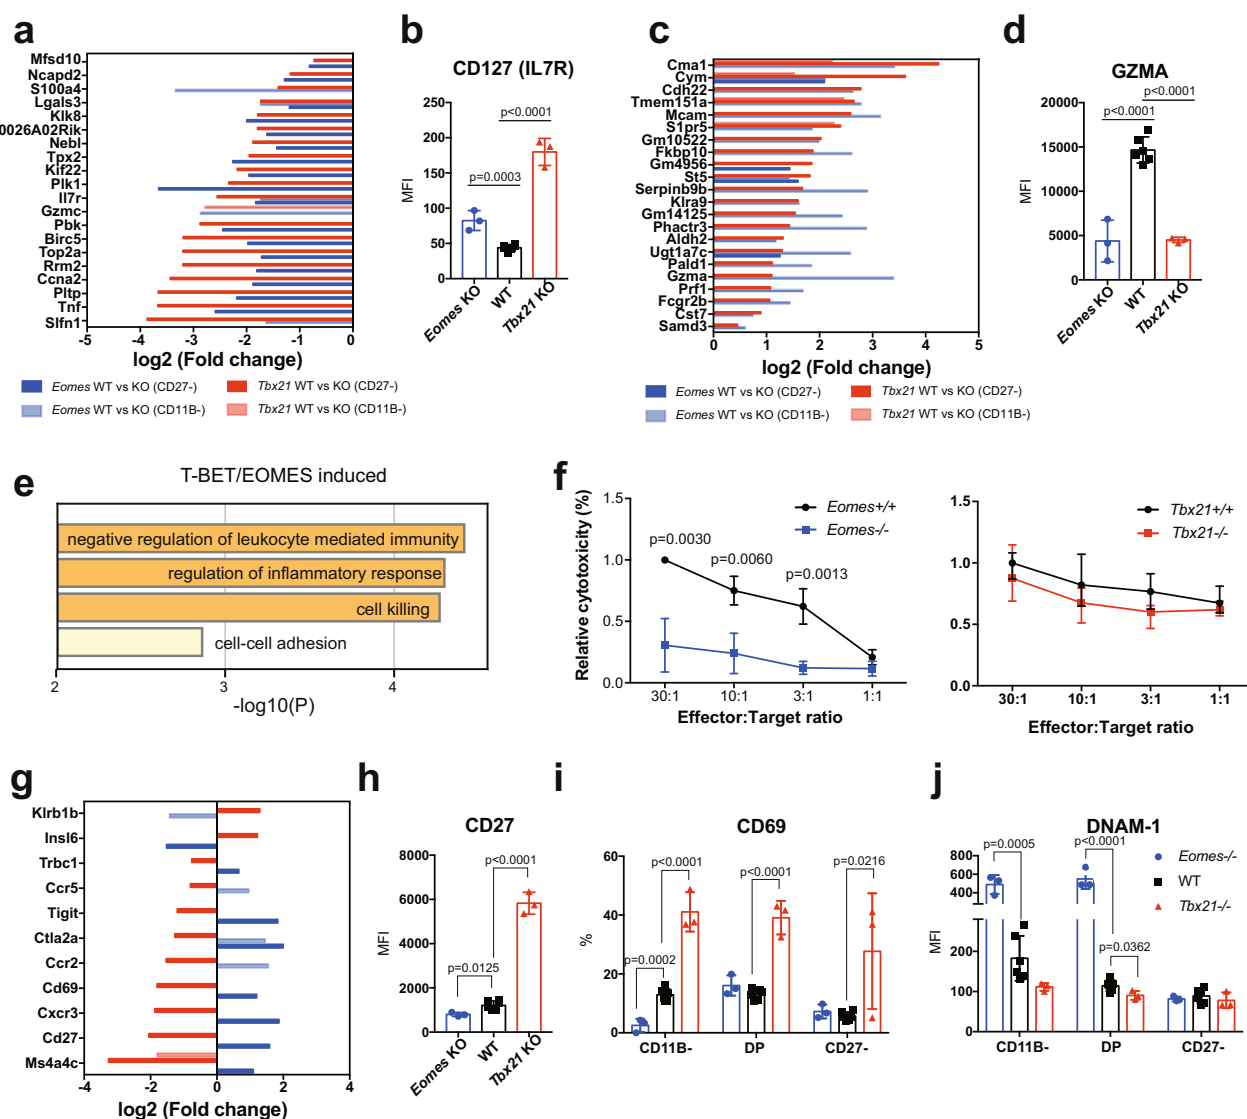 a
Mfsd10
Ncapd2
S100a4
Lgals3
Klk8
0026A02Rik
Nebl
Tpx2
Kif22
Plk1
Il7r
Gzmc
Pbk
Birc5
Top2a
Rrm2
Ccna2
Pltp
Tnf
Slfn1
-5 -4 -3 -2 -1 0
log2 (Fold change)
Eomes WT vs KO (CD27-) Tbx21 WT vs KO (CD27-)
Eomes WT vs KO (CD11B-) Tbx21 WT vs KO (CD11B-)
b
CD127 (IL7R)
MFI
250
200
150
100
50
0
p<0.0001
p=0.0003
Eomes KO WT Tbx21 KO
c
Cma1
Cym
Cdh22
Tmem151a
Mcam
S1pr5
Gm10522
Fkbp10
Gm4956
St5
Serpinb9b
Klra9
Gm14125
Phactr3
Aldh2
Ugt1a7c
Pald1
Gzma
Prf1
Fcgr2b
Cst7
Samd3
0 1 2 3 4 5
log2 (Fold change)
Eomes WT vs KO (CD27-) Tbx21 WT vs KO (CD27-)
Eomes WT vs KO (CD11B-) Tbx21 WT vs KO (CD11B-)
d
GZMA
MFI
20000
15000
10000
5000
0
p<0.0001
p<0.0001
Eomes KO WT Tbx21 KO
e
T-BET/EOMES induced
negative regulation of leukocyte mediated immunity
regulation of inflammatory response
cell killing
cell-cell adhesion
2 3 4
-log10(P)
f
Relative cytotoxicity (%)
1.5
1.0
0.5
0.0
Eomes+/+
Eomes-/-
p=0.0030
p=0.0060
p=0.0013
30:1 10:1 3:1 1:1
Effector:Target ratio
1.5
1.0
0.5
0.0
Tbx21+/+
Tbx21-/-
30:1 10:1 3:1 1:1
Effector:Target ratio
g
Klrb1b
Insl6
Trbc1
Ccr5
Tigit
Ctla2a
Ccr2
Cd69
Cxcr3
Cd27
Ms4a4c
-4 -2 0 2 4
log2 (Fold change)
h
CD27
MFI
8000
6000
4000
2000
0
p<0.0001
p=0.0125
Eomes KO WT Tbx21 KO
i
CD69
%
60
40
20
0
p<0.0001
p=0.0002
p<0.0001
p=0.0216
CD11B- DP CD27-
j
DNAM-1
MFI
800
600
400
200
100
0
p=0.0005
p<0.0001
p=0.0362
Eomes-/-
WT
Tbx21-/-
CD11B- DP CD27-